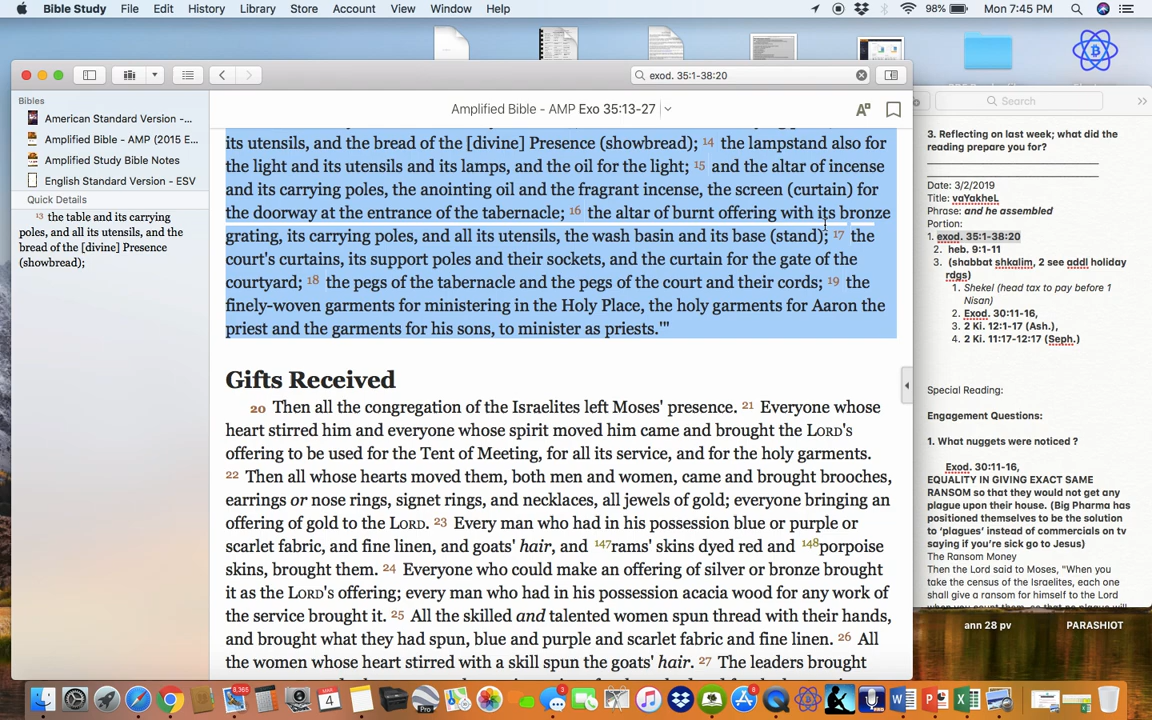 Bible Study File Edit History Library Store Account View Window Help 98% Mon 7:45 PM
exod. 35:1-38:20
Bibles
American Standard Version -...
Amplified Bible - AMP (2015 E...
Amplified Study Bible Notes
English Standard Version - ESV
Quick Details
13 the table and its carrying
poles, and all its utensils, and the
bread of the [divine] Presence
(showbread);
Amplified Bible - AMP Exo 35:13-27
its utensils, and the bread of the [divine] Presence (showbread); 14 the lampstand also for
the light and its utensils and its lamps, and the oil for the light; 15 and the altar of incense
and its carrying poles, the anointing oil and the fragrant incense, the screen (curtain) for
the doorway at the entrance of the tabernacle; 16 the altar of burnt offering with its bronze
grating, its carrying poles, and all its utensils, the wash basin and its base (stand); 17 the
court's curtains, its support poles and their sockets, and the curtain for the gate of the
courtyard; 18 the pegs of the tabernacle and the pegs of the court and their cords; 19 the
finely-woven garments for ministering in the Holy Place, the holy garments for Aaron the
priest and the garments for his sons, to minister as priests.'"
Gifts Received
20 Then all the congregation of the Israelites left Moses' presence. 21 Everyone whose
heart stirred him and everyone whose spirit moved him came and brought the LORD's
offering to be used for the Tent of Meeting, for all its service, and for the holy garments.
22 Then all whose hearts moved them, both men and women, came and brought brooches,
earrings or nose rings, signet rings, and necklaces, all jewels of gold; everyone bringing an
offering of gold to the LORD. 23 Every man who had in his possession blue or purple or
scarlet fabric, and fine linen, and goats' hair, and 147rams' skins dyed red and 148porpoise
skins, brought them. 24 Everyone who could make an offering of silver or bronze brought
it as the LORD's offering; every man who had in his possession acacia wood for any work of
the service brought it. 25 All the skilled and talented women spun thread with their hands,
and brought what they had spun, blue and purple and scarlet fabric and fine linen. 26 All
the women whose heart stirred with a skill spun the goats' hair. 27 The leaders brought
Search
3. Reflecting on last week; what did the
reading prepare you for?
Date: 3/2/2019
Title: vaYakheL
Phrase: and he assembled
Portion:
1. exod. 35:1-38:20
2. heb. 9:1-11
3. (shabbat shkalim, 2 see addl holiday
rdgs)
1. Shekel (head tax to pay before 1
Nisan)
2. Exod. 30:11-16,
3. 2 Ki. 12:1-17 (Ash.),
4. 2 Ki. 11:17-12:17 (Seph.)
Special Reading:
Engagement Questions:
1. What nuggets were noticed ?
Exod. 30:11-16,
EQUALITY IN GIVING EXACT SAME
RANSOM so that they would not get any
plague upon their house. (Big Pharma has
positioned themselves to be the solution
to 'plagues' instead of commercials on tv
saying if you're sick go to Jesus)
The Ransom Money
Then the Lord said to Moses, "When you
take the census of the Israelites, each one
shall give a ransom for himself to the Lord
ann 28 pv PARASHIOT